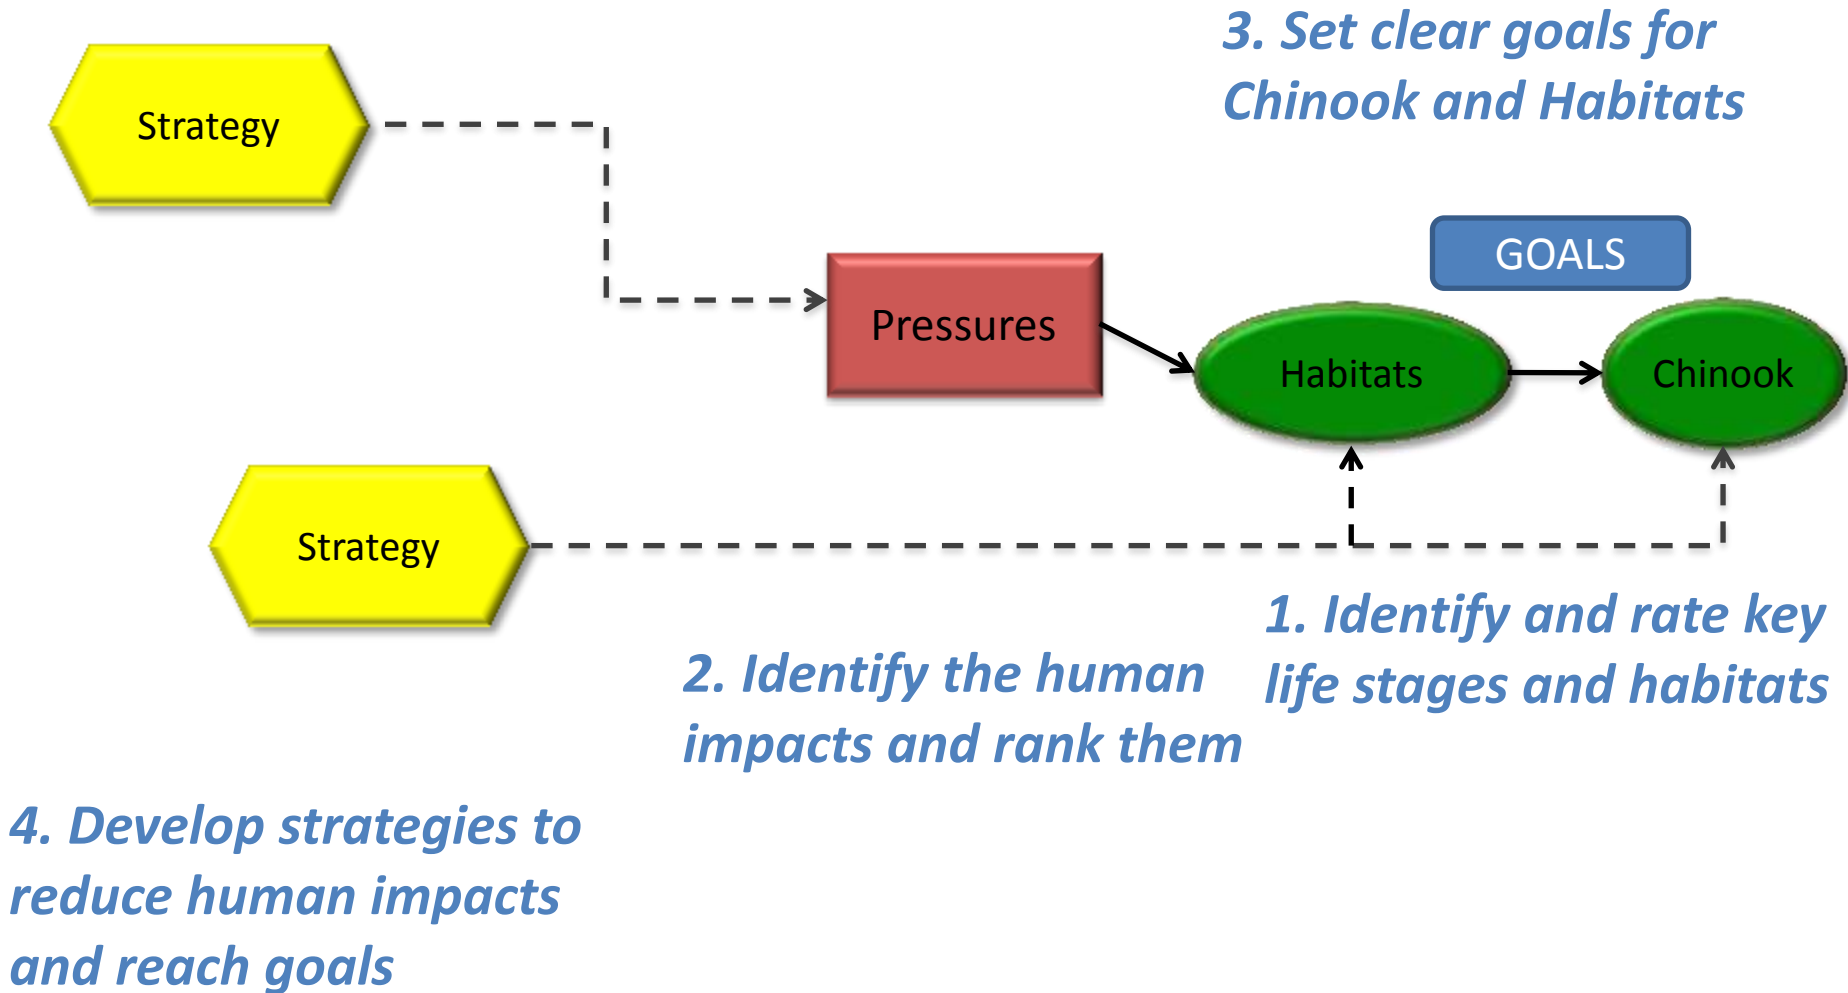 3. Set clear goals for
Chinook and Habitats
Strategy
GOALS
Pressures
Habitats
Chinook
Strategy
1. Identify and rate key
life stages and habitats
2. Identify the human
impacts and rank them
4. Develop strategies to
reduce human impacts
and reach goals